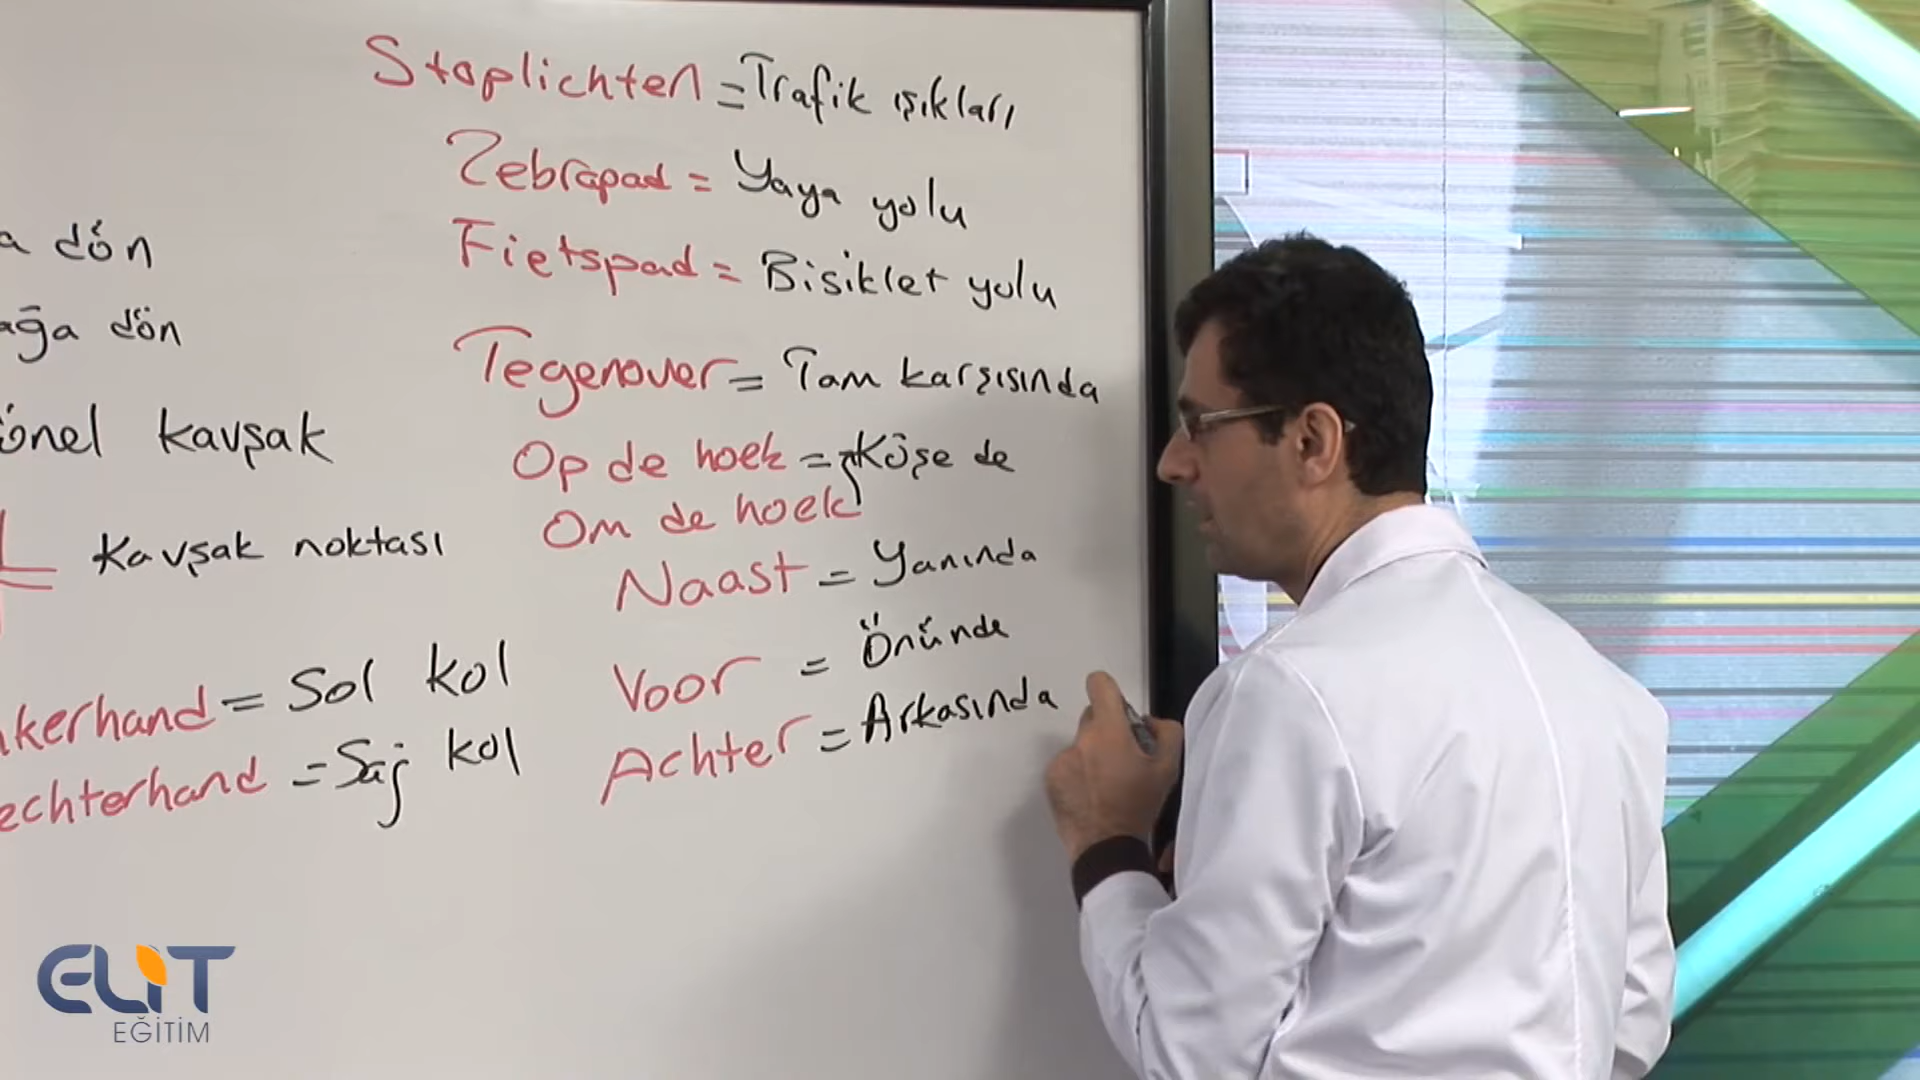 Stoplichten = Trafik ışıkları
Zebrapad = Yaya yolu
Fietspad = Bisiklet yolu
Tegenover = Tam karşısında
Op de hoek = Köşe de
Om de hoek
Naast = Yanında
Voor = Önünde
Achter = Arkasında
a dön
ağa dön
önel kavşak
Kavşak noktası
kerhand = Sol kol
echterhand = Sağ kol
ELİT
EĞİTİM